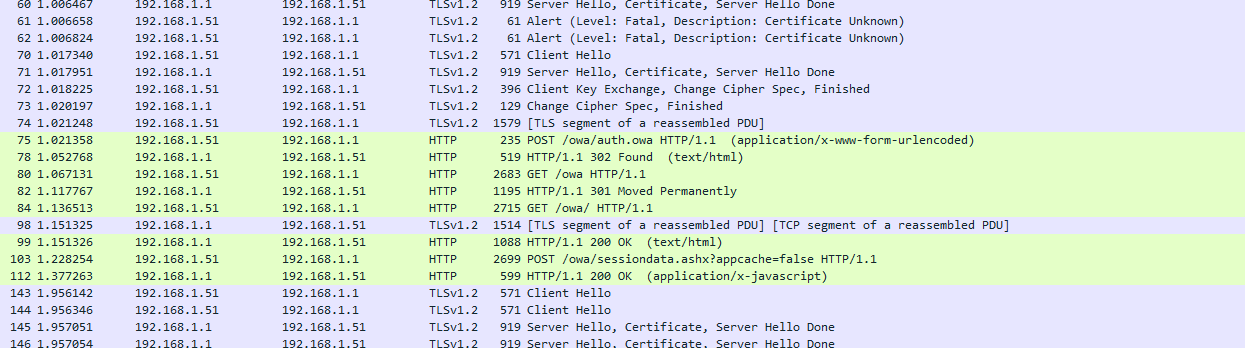 60 1.006467 192.168.1.1 192.168.1.51 TLSv1.2 919 Server Hello, Certificate, Server Hello Done
61 1.006658 192.168.1.51 192.168.1.1 TLSv1.2 61 Alert (Level: Fatal, Description: Certificate Unknown)
62 1.006824 192.168.1.51 192.168.1.1 TLSv1.2 61 Alert (Level: Fatal, Description: Certificate Unknown)
70 1.017340 192.168.1.51 192.168.1.1 TLSv1.2 571 Client Hello
71 1.017951 192.168.1.1 192.168.1.51 TLSv1.2 919 Server Hello, Certificate, Server Hello Done
72 1.018225 192.168.1.51 192.168.1.1 TLSv1.2 396 Client Key Exchange, Change Cipher Spec, Finished
73 1.020197 192.168.1.1 192.168.1.51 TLSv1.2 129 Change Cipher Spec, Finished
74 1.021248 192.168.1.51 192.168.1.1 TLSv1.2 1579 [TLS segment of a reassembled PDU]
75 1.021358 192.168.1.51 192.168.1.1 HTTP 235 POST /owa/auth.owa HTTP/1.1 (application/x-www-form-urlencoded)
78 1.052768 192.168.1.1 192.168.1.51 HTTP 519 HTTP/1.1 302 Found (text/html)
80 1.067131 192.168.1.51 192.168.1.1 HTTP 2683 GET /owa HTTP/1.1
82 1.117767 192.168.1.1 192.168.1.51 HTTP 1195 HTTP/1.1 301 Moved Permanently
84 1.136513 192.168.1.51 192.168.1.1 HTTP 2715 GET /owa/ HTTP/1.1
98 1.151325 192.168.1.1 192.168.1.51 TLSv1.2 1514 [TLS segment of a reassembled PDU] [TCP segment of a reassembled PDU]
99 1.151326 192.168.1.1 192.168.1.51 HTTP 1088 HTTP/1.1 200 OK (text/html)
103 1.228254 192.168.1.51 192.168.1.1 HTTP 2699 POST /owa/sessiondata.ashx?appcache=false HTTP/1.1
112 1.377263 192.168.1.1 192.168.1.51 HTTP 599 HTTP/1.1 200 OK (application/x-javascript)
143 1.956142 192.168.1.51 192.168.1.1 TLSv1.2 571 Client Hello
144 1.956346 192.168.1.51 192.168.1.1 TLSv1.2 571 Client Hello
145 1.957051 192.168.1.1 192.168.1.51 TLSv1.2 919 Server Hello, Certificate, Server Hello Done
146 1.957054 192.168.1.1 192.168.1.51 TLSv1.2 919 Server Hello, Certificate, Server Hello Done